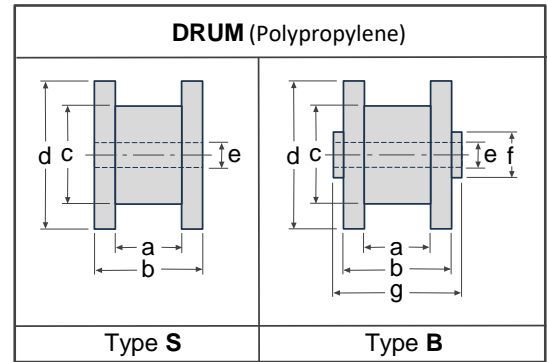 DRUM (Polypropylene)
d c e
a
b
d c e f
a
b
g
Type S
Type B